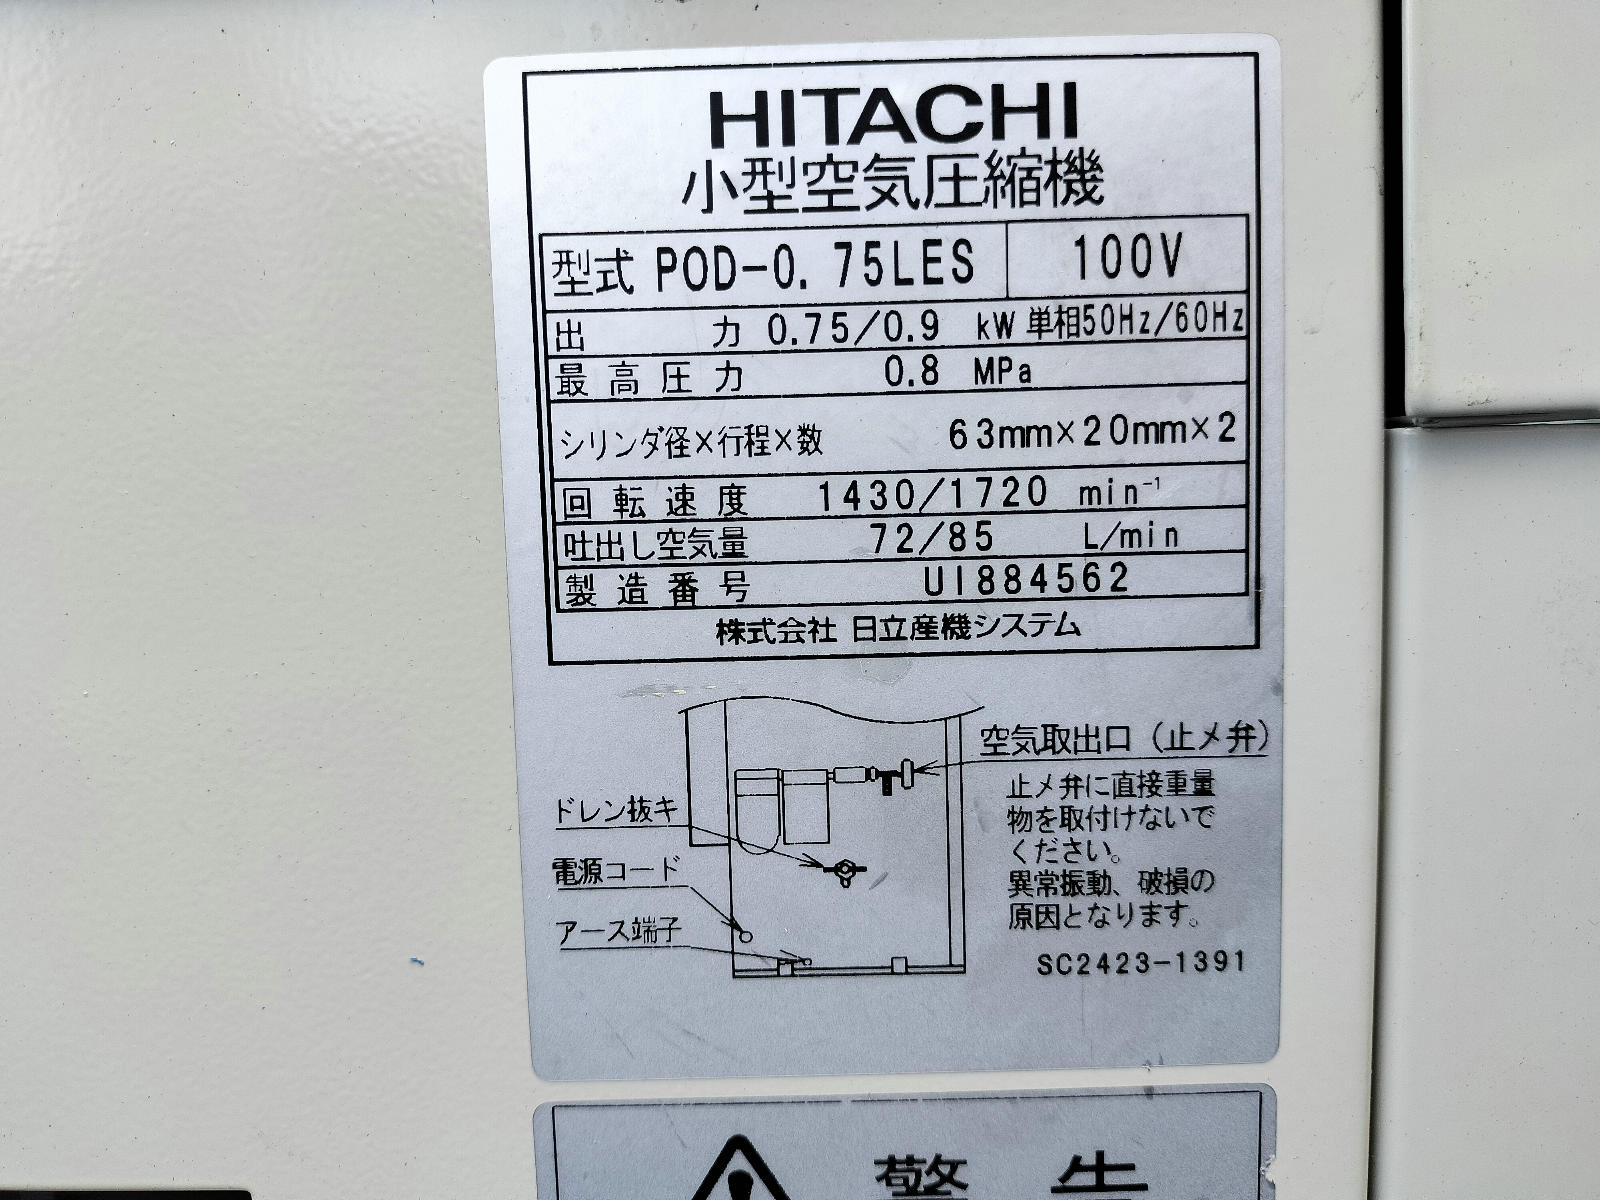 HITACHI
小型空気圧縮機
型式 POD-0.75LES 100V
出力 0.75/0.9 kW 単相50Hz/60Hz
最高圧力 0.8 MPa
シリンダ径×行程×数 63mm×20mm×2
回転速度 1430/1720 min⁻¹
吐出し空気量 72/85 L/min
製造番号 U1884562
株式会社 日立産機システム
空気取出口(止メ弁)
止メ弁に直接重量
物を取付けないで
ください。
異常振動、破損の
原因となります。
ドレン抜キ
電源コード
アース端子
SC2423-1391
警告